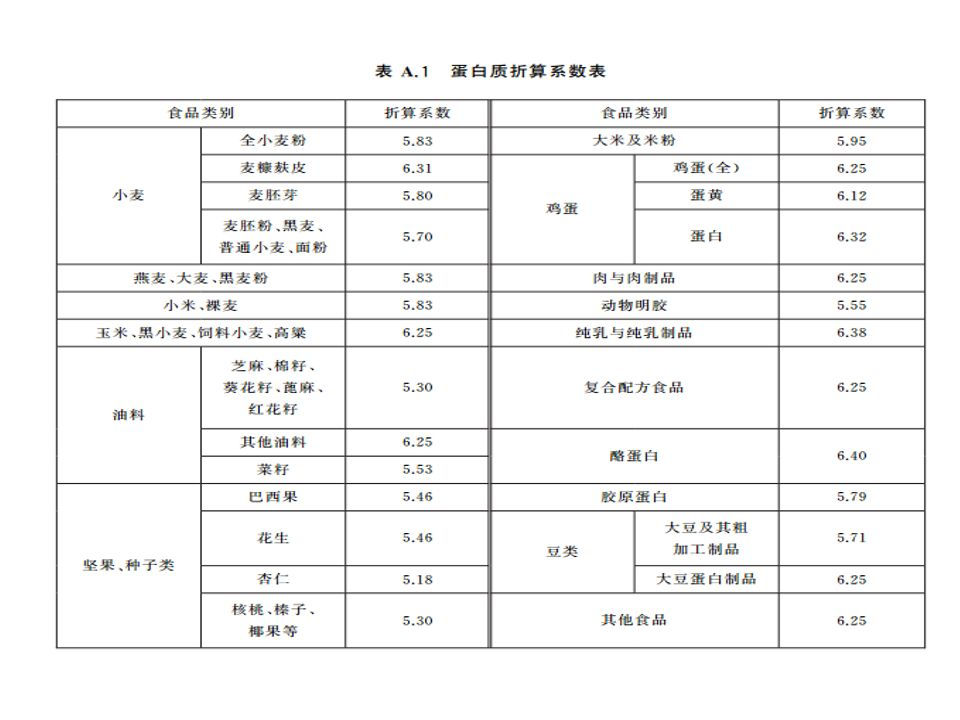 表 A.1 蛋白质折算系数表
食品类别 折算系数 食品类别 折算系数
小麦 全小麦粉 5.83 大米及米粉 5.95
麦糠麸皮 6.31 鸡蛋 鸡蛋(全) 6.25
麦胚芽 5.80 蛋黄 6.12
麦胚粉、黑麦、
普通小麦、面粉 5.70 蛋白 6.32
燕麦、大麦、黑麦粉 5.83 肉与肉制品 6.25
小米、裸麦 5.83 动物明胶 5.55
玉米、黑小麦、饲料小麦、高粱 6.25 纯乳与纯乳制品 6.38
油料 芝麻、棉籽、
葵花籽、蓖麻、
红花籽 5.30 复合配方食品 6.25
其他油料 6.25 酪蛋白 6.40
菜籽 5.53
坚果、种子类 巴西果 5.46 胶原蛋白 5.79
花生 5.46 豆类 大豆及其粗
加工制品 5.71
杏仁 5.18 大豆蛋白制品 6.25
核桃、榛子、
椰果等 5.30 其他食品 6.25